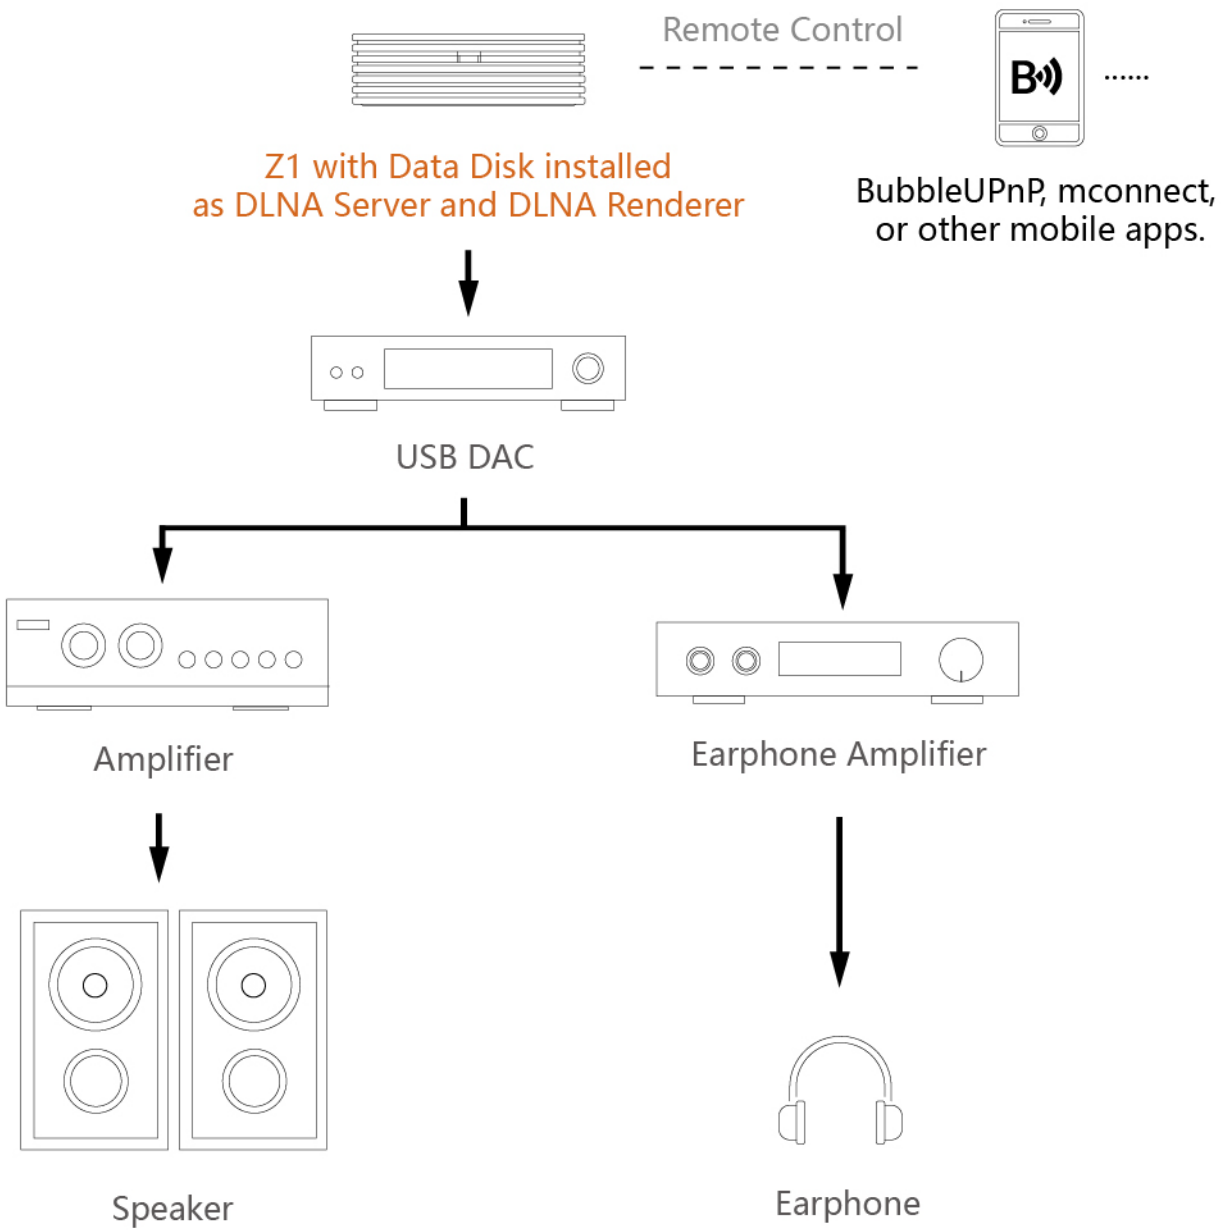 Remote Control
B
......
Z1 with Data Disk installed
as DLNA Server and DLNA Renderer
BubbleUPnP, mconnect,
or other mobile apps.
USB DAC
Amplifier
Earphone Amplifier
Speaker
Earphone